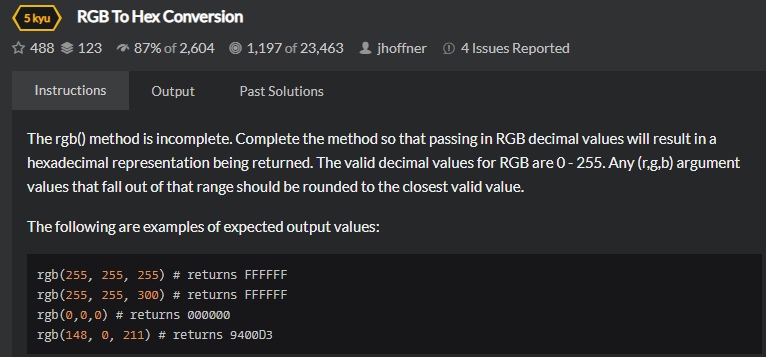 5 kyu RGB To Hex Conversion
488 123 87% of 2,604 1,197 of 23,463 jhoffner 4 Issues Reported
Instructions Output Past Solutions
The rgb() method is incomplete. Complete the method so that passing in RGB decimal values will result in a
hexadecimal representation being returned. The valid decimal values for RGB are 0 - 255. Any (r,g,b) argument
values that fall out of that range should be rounded to the closest valid value.
The following are examples of expected output values:
rgb(255, 255, 255) # returns FFFFFF
rgb(255, 255, 300) # returns FFFFFF
rgb(0,0,0) # returns 000000
rgb(148, 0, 211) # returns 9400D3